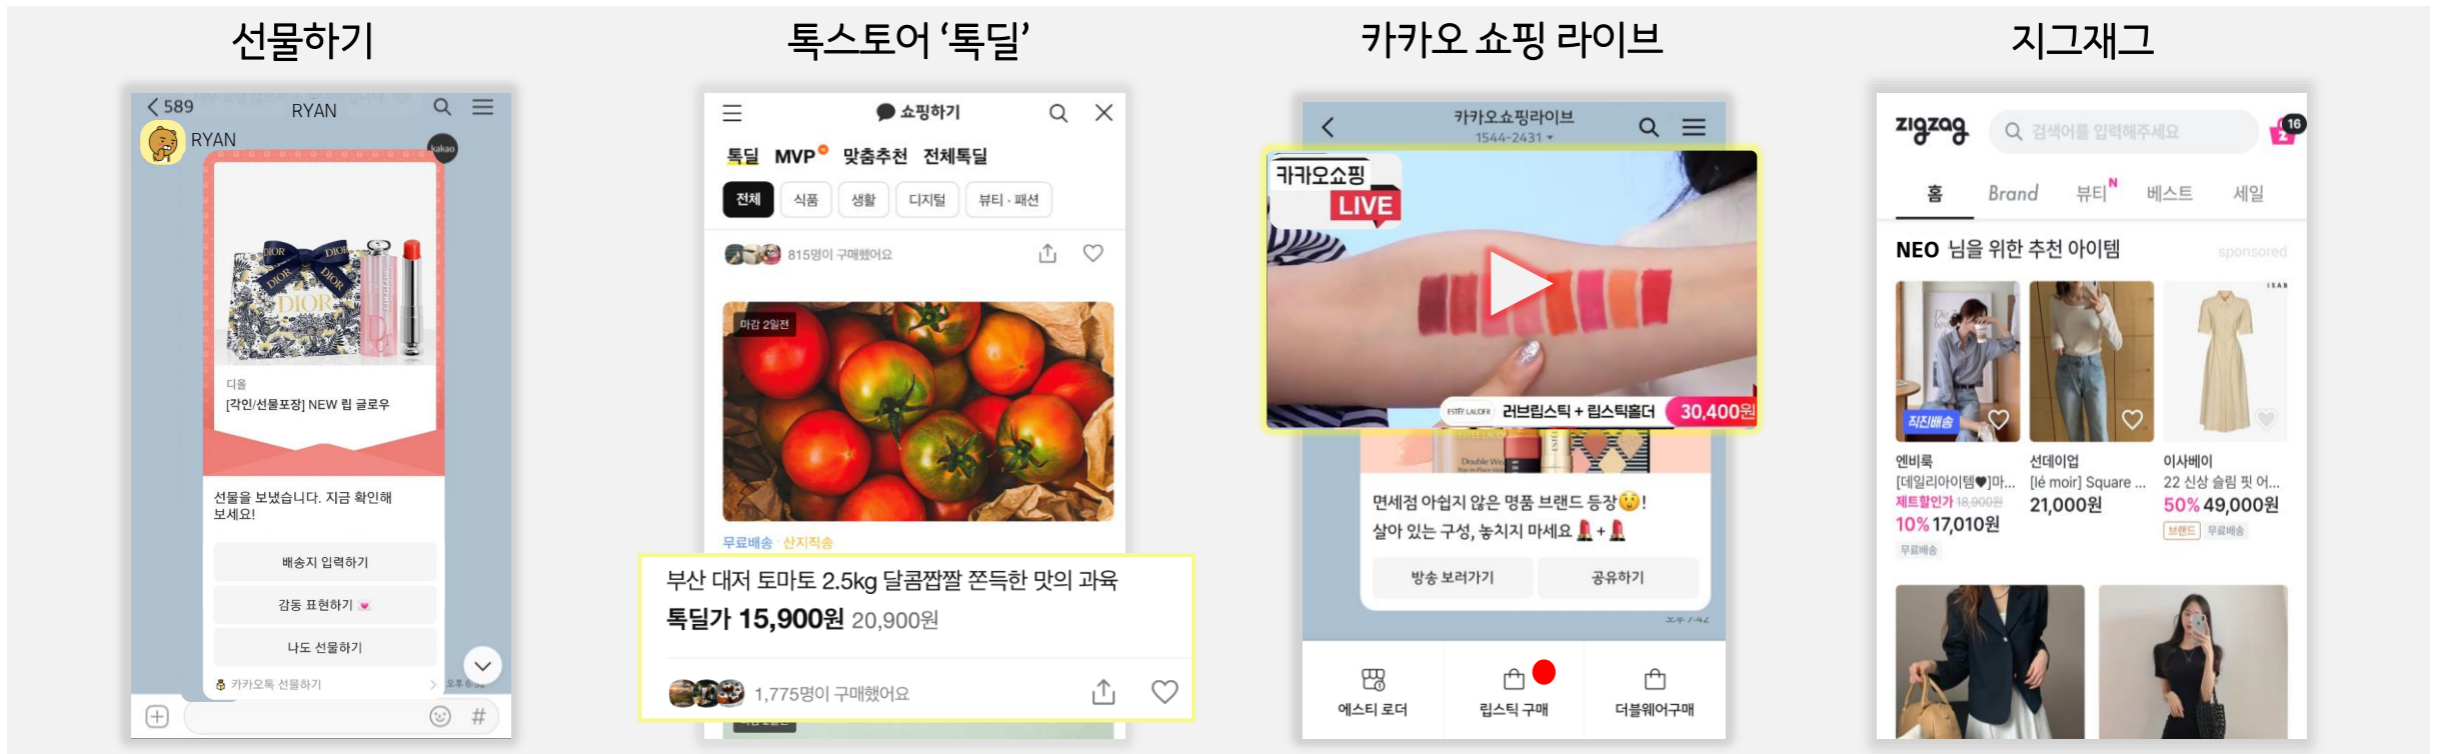 선물하기
589
RYAN
RYAN
kakao
DIOR
DIOR
DIOR
DIOR
디올
[각인/선물포장] NEW 립 글로우
선물을 보냈습니다. 지금 확인해
보세요!
배송지 입력하기
감동 표현하기 💌
나도 선물하기
카카오톡 선물하기
#
톡스토어 ‘톡딜’
쇼핑하기
톡딜 MVP 맞춤추천 전체톡딜
전체 식품 생활 디지털 뷰티 · 패션
815명이 구매했어요
마감 2일전
무료배송 · 산지직송
부산 대저 토마토 2.5kg 달콤짭짤 쫀득한 맛의 과육
톡딜가 15,900원 20,900원
1,775명이 구매했어요
카카오 쇼핑 라이브
카카오쇼핑라이브
1544-2431
카카오쇼핑
LIVE
ESTĒE LAUDER 러브립스틱 + 립스틱홀더 30,400원
Double Wear
면세점 아쉽지 않은 명품 브랜드 등장😲!
살아 있는 구성, 놓치지 마세요💄+💄
방송 보러가기 공유하기
오후 7:42
에스티 로더 립스틱 구매 더블웨어구매
지그재그
zigzag 검색어를 입력해주세요 16
홈 Brand 뷰티 N 베스트 세일
NEO 님을 위한 추천 아이템 sponsored
ISAB
직진배송
엔비룩 선데이업 이사베이
[데일리아이템♥]마... [lé moir] Square ... 22 신상 슬림 핏 어...
제트할인가 18,900원 21,000원 50% 49,000원
10% 17,010원 브랜드 무료배송
무료배송